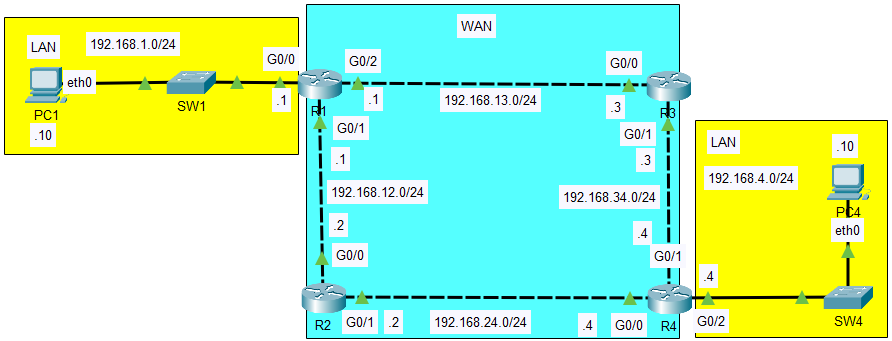 WAN
LAN
192.168.1.0/24
G0/0
G0/2
G0/0
eth0
SW1
PC1
.10
.1
R1
.1
192.168.13.0/24
.3
R3
G0/1
.1
G0/1
.3
192.168.12.0/24
192.168.34.0/24
.2
.4
G0/0
G0/1
LAN
.10
192.168.4.0/24
PC4
eth0
.4
R2
G0/1
.2
192.168.24.0/24
.4
G0/0
R4
G0/2
SW4